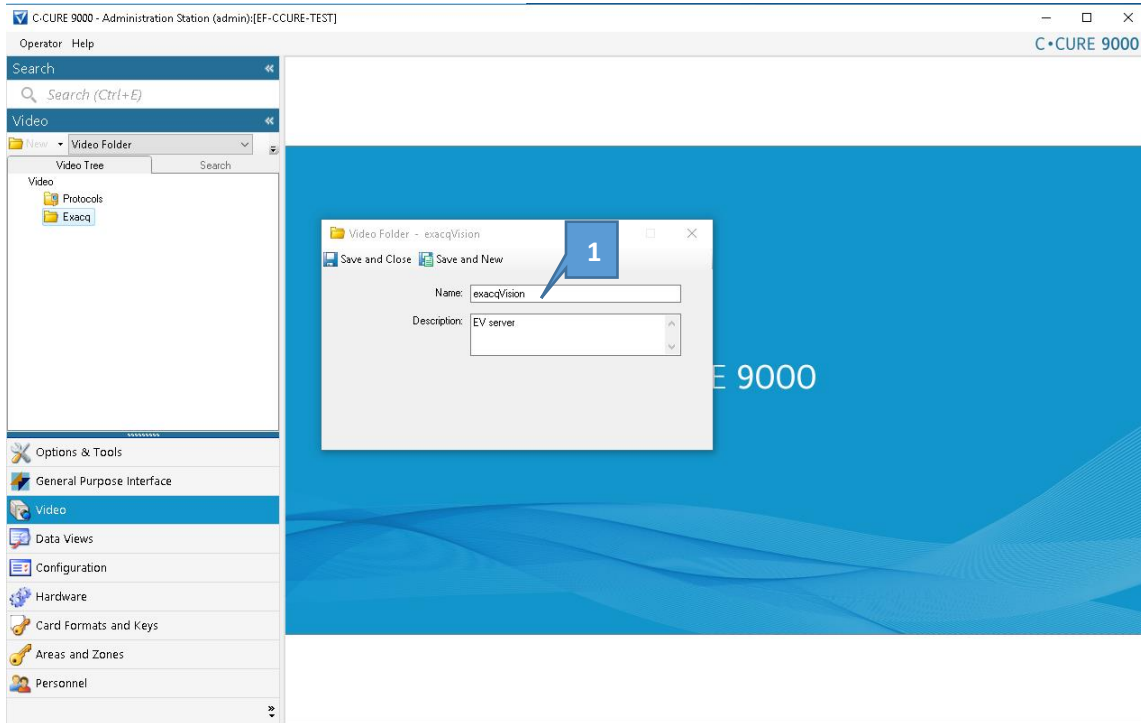 C•CURE 9000 - Administration Station (admin):[EF-CCURE-TEST]
Operator Help
C•CURE 9000
Search
Search (Ctrl+E)
Video
New
Video Folder
Video Tree
Search
Video
Protocols
Exacq
Video Folder - exacqVision
Save and Close
Save and New
1
Name: exacqVision
Description: EV server
E 9000
Options & Tools
General Purpose Interface
Video
Data Views
Configuration
Hardware
Card Formats and Keys
Areas and Zones
Personnel